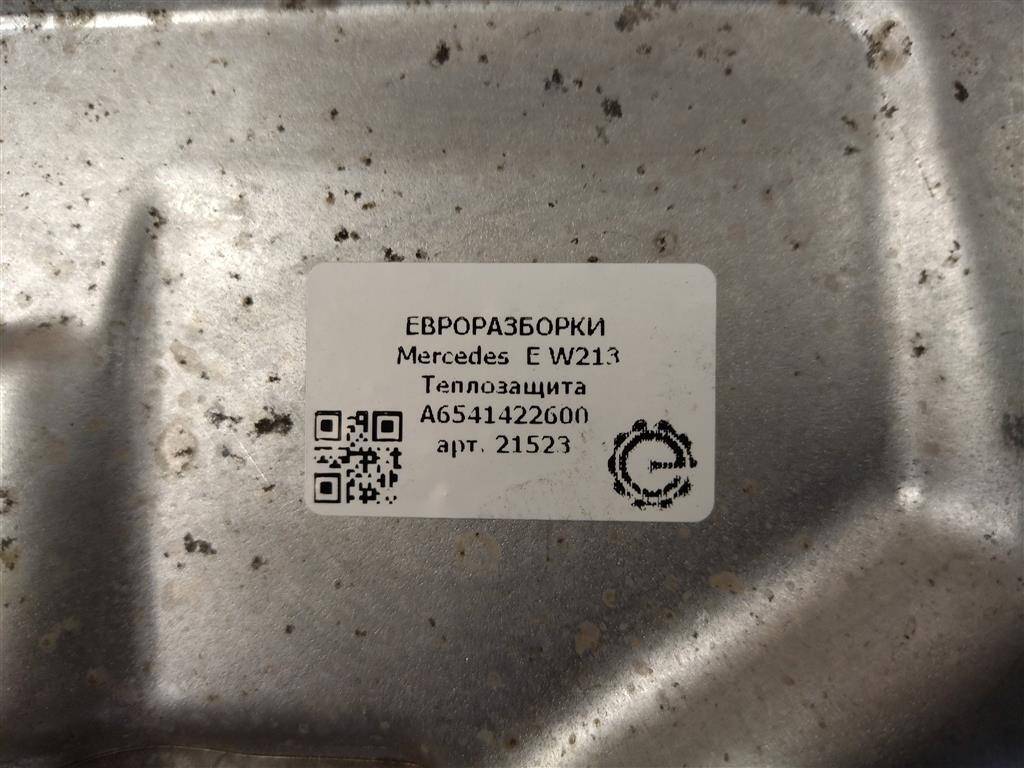 ЕВРОРАЗБОРКИ
Mercedes E W213
Теплозащита
A6541422600
арт. 21523